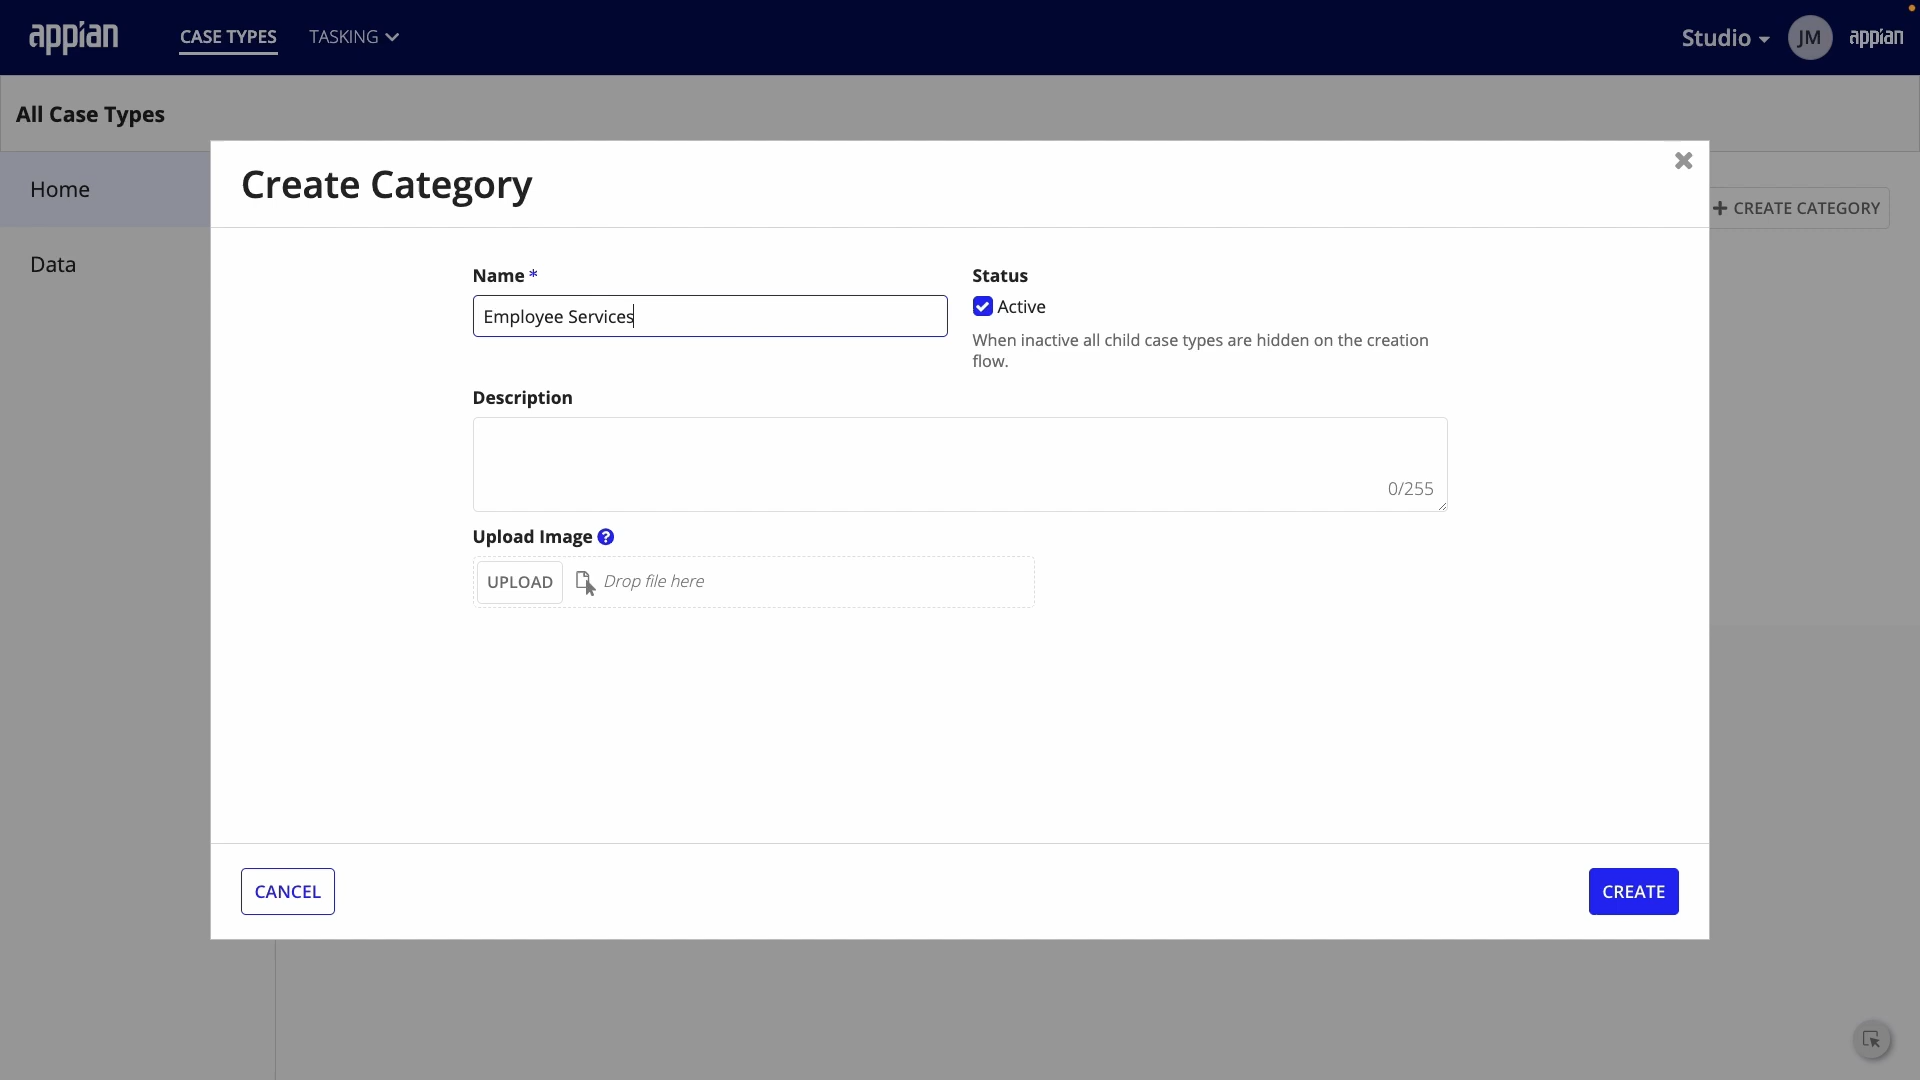 appian
CASE TYPES
TASKING
Studio
JM
appian
All Case Types
Home
Data
CREATE CATEGORY
Create Category
Name *
Employee Services
Status
Active
When inactive all child case types are hidden on the creation
flow.
Description
0/255
Upload Image
UPLOAD
Drop file here
CANCEL
CREATE